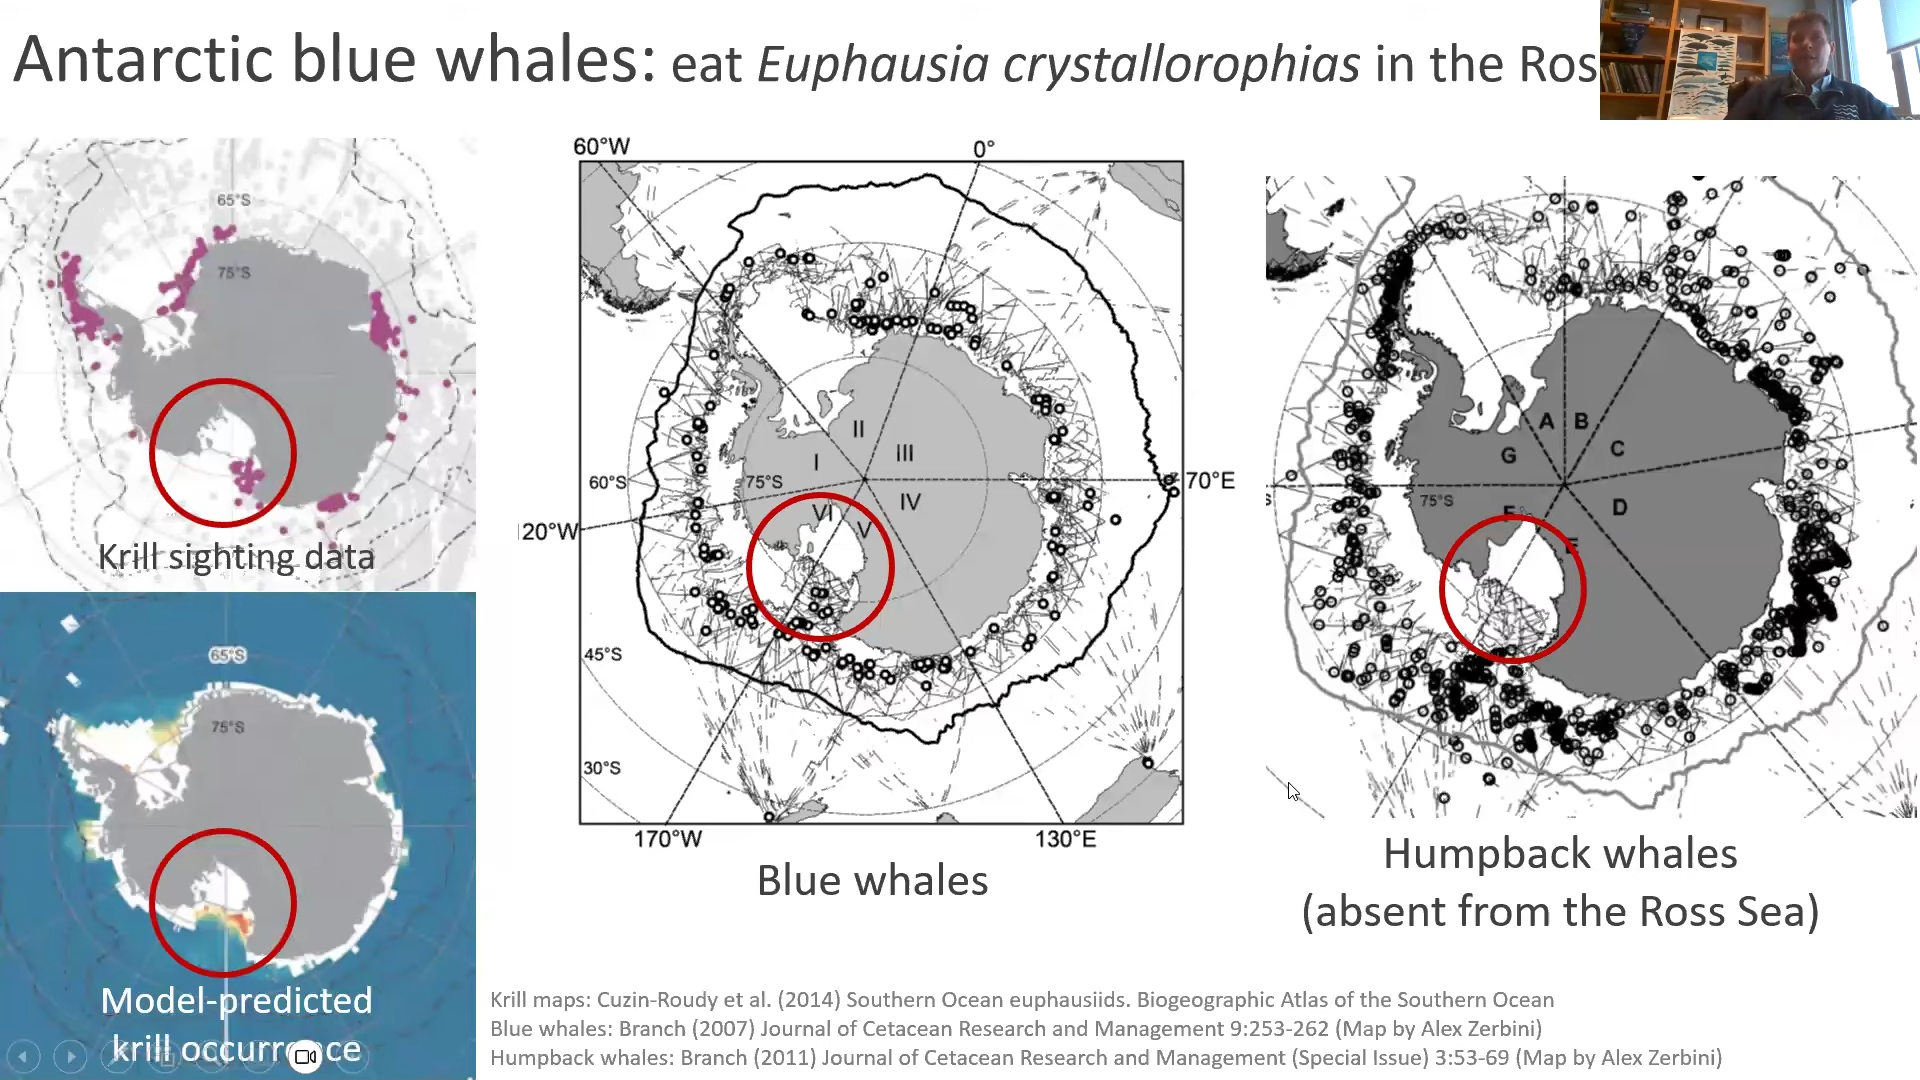 Antarctic blue whales: eat Euphausia crystallorophias in the Ros
65°S
75°S
Krill sighting data
65°S
75°S
Model-predicted
krill occurrence
60°W
0°
II
III
I
60°S
75°S
70°E
IV
VI
V
120°W
45°S
30°S
170°W
130°E
Blue whales
A
B
C
G
S
75°S
D
F
E
Humpback whales
(absent from the Ross Sea)
Krill maps: Cuzin-Roudy et al. (2014) Southern Ocean euphausiids. Biogeographic Atlas of the Southern Ocean
Blue whales: Branch (2007) Journal of Cetacean Research and Management 9:253-262 (Map by Alex Zerbini)
Humpback whales: Branch (2011) Journal of Cetacean Research and Management (Special Issue) 3:53-69 (Map by Alex Zerbini)